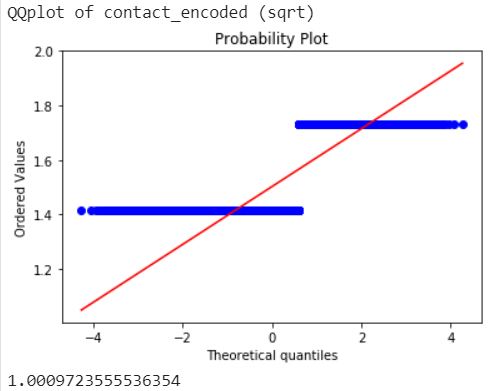 QQplot of contact_encoded (sqrt)
Probability Plot
2.0
1.8
1.6
1.4
1.2
Ordered Values
−4
−2
0
2
4
Theoretical quantiles
1.0009723555536354